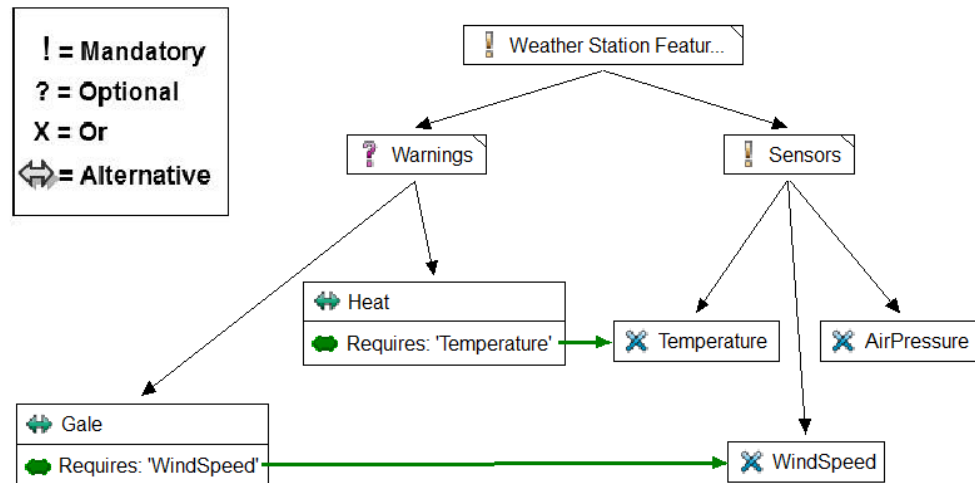 ! = Mandatory
? = Optional
X = Or
= Alternative
Weather Station Featur...
Warnings
Sensors
Heat
Requires: 'Temperature'
Temperature
AirPressure
Gale
Requires: 'WindSpeed'
WindSpeed